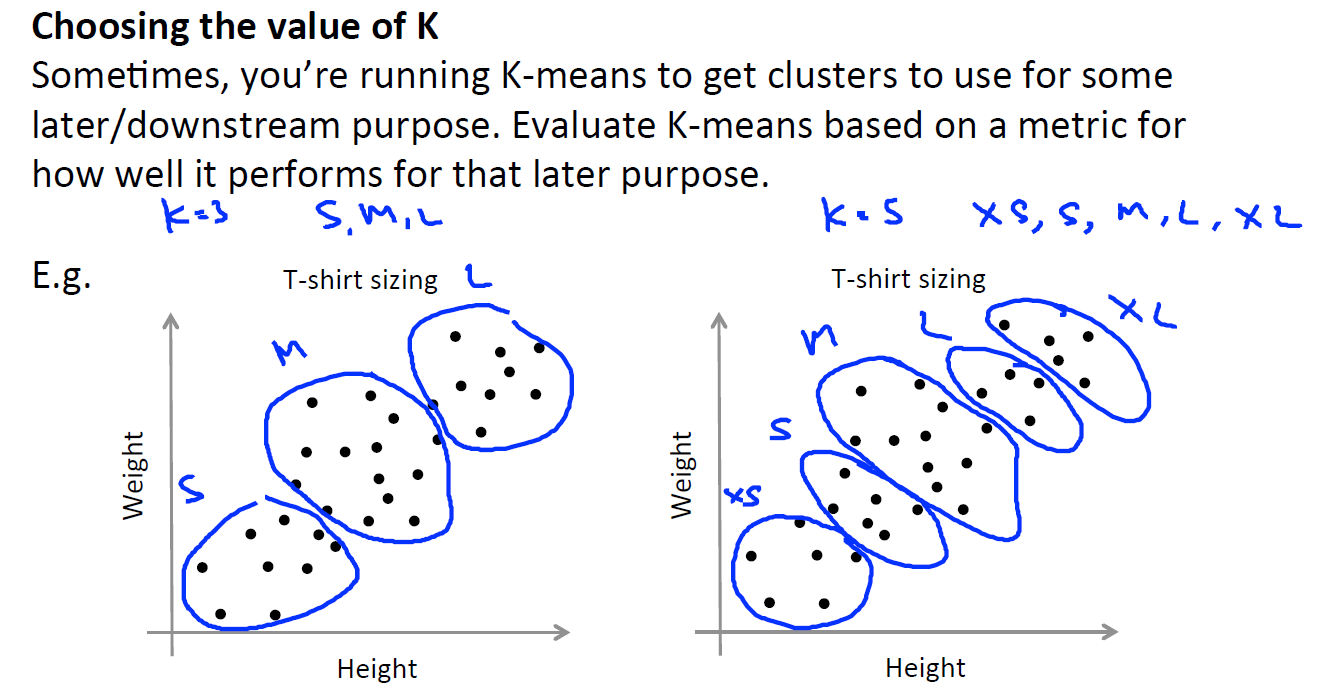 Choosing the value of K
Sometimes, you’re running K-means to get clusters to use for some
later/downstream purpose. Evaluate K-means based on a metric for
how well it performs for that later purpose.
K=3 S, M, L
K=5 XS, S, M, L, XL
E.g.
T-shirt sizing
L
M
S
Weight
Height
T-shirt sizing
XL
L
M
S
XS
Weight
Height